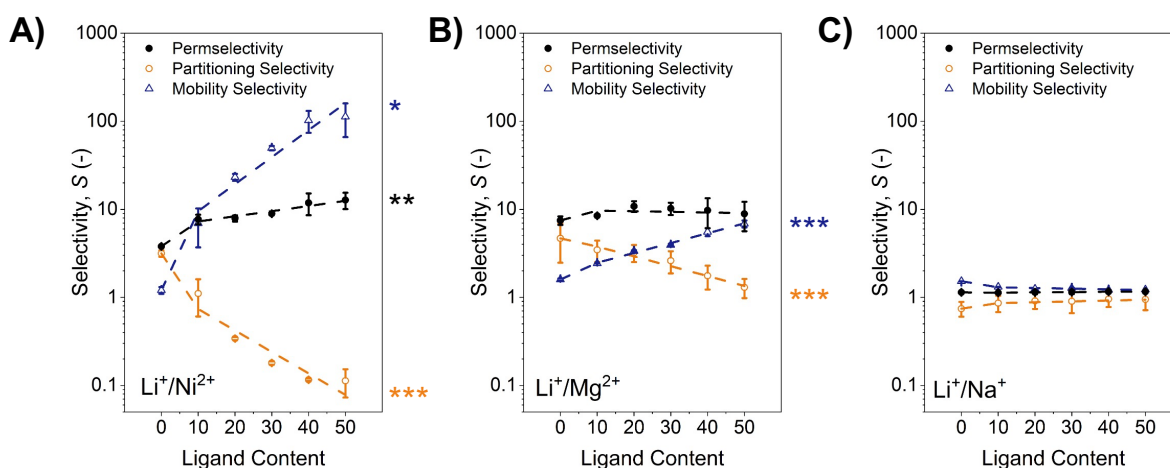 A)
1000
100
10
1
0.1
Selectivity, S (-)
Permselectivity
Partitioning Selectivity
Mobility Selectivity
*
**
***
Li⁺/Ni²⁺
0 10 20 30 40 50
Ligand Content
B)
1000
100
10
1
0.1
Selectivity, S (-)
Permselectivity
Partitioning Selectivity
Mobility Selectivity
***
***
Li⁺/Mg²⁺
0 10 20 30 40 50
Ligand Content
C)
1000
100
10
1
0.1
Selectivity, S (-)
Permselectivity
Partitioning Selectivity
Mobility Selectivity
Li⁺/Na⁺
0 10 20 30 40 50
Ligand Content